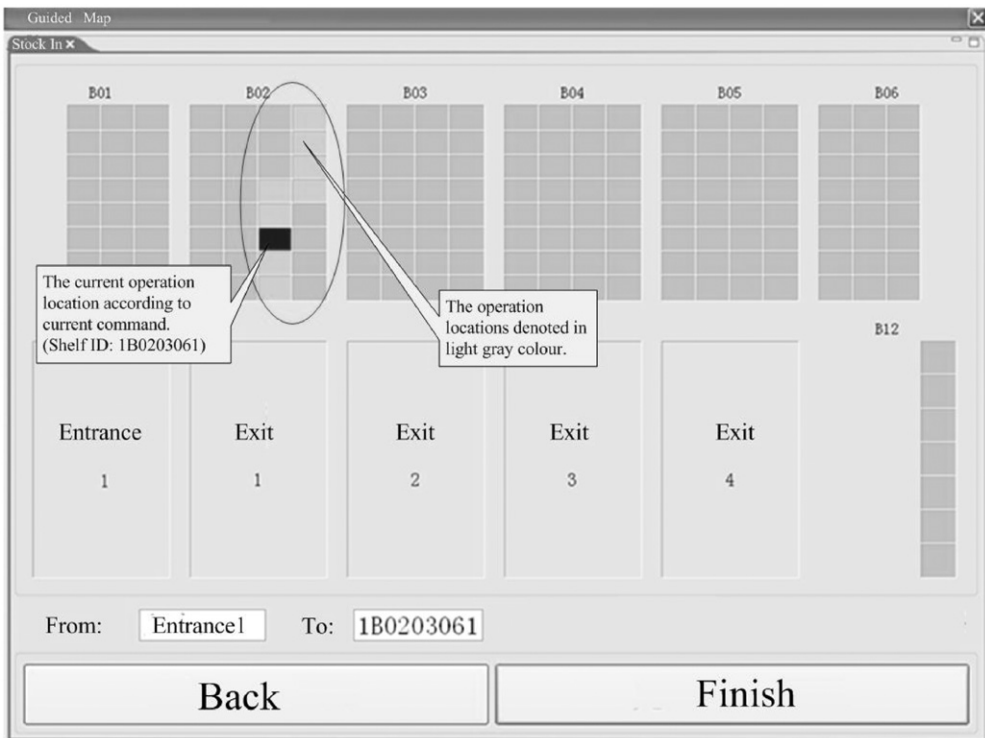 Guided Map
Stock In
B01 B02 B03 B04 B05 B06
The current operation
location according to
current command.
(Shelf ID: 1B0203061)
The operation
locations denoted in
light gray colour.
B12
Entrance Exit Exit Exit Exit
1 1 2 3 4
From: Entrance1 To: 1B0203061
Back Finish